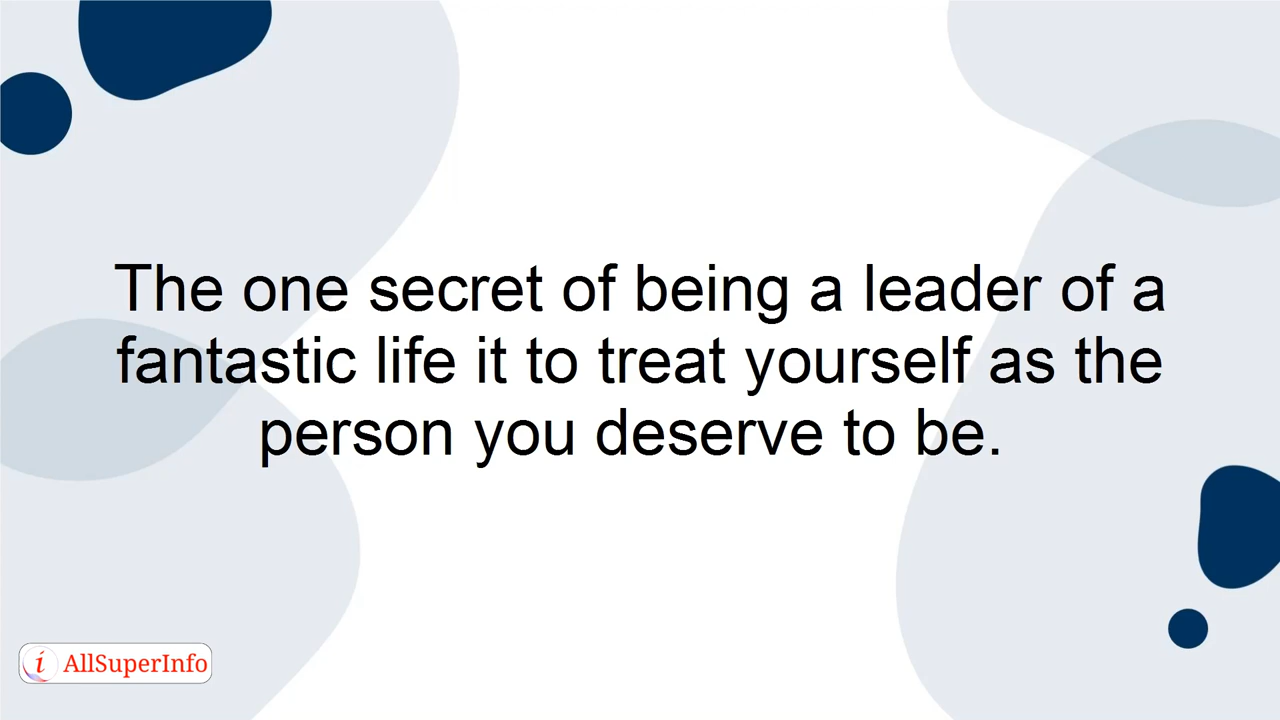 The one secret of being a leader of a
fantastic life it to treat yourself as the
person you deserve to be.
i AllSuperInfo